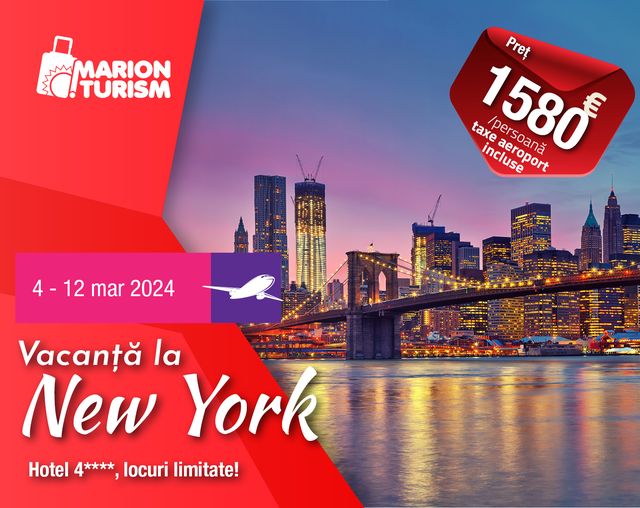 MARION
TURISM
Preț
1580€
/persoană
taxe aeroport
incluse
4 - 12 mar 2024
Vacanță la
New York
Hotel 4****, locuri limitate!